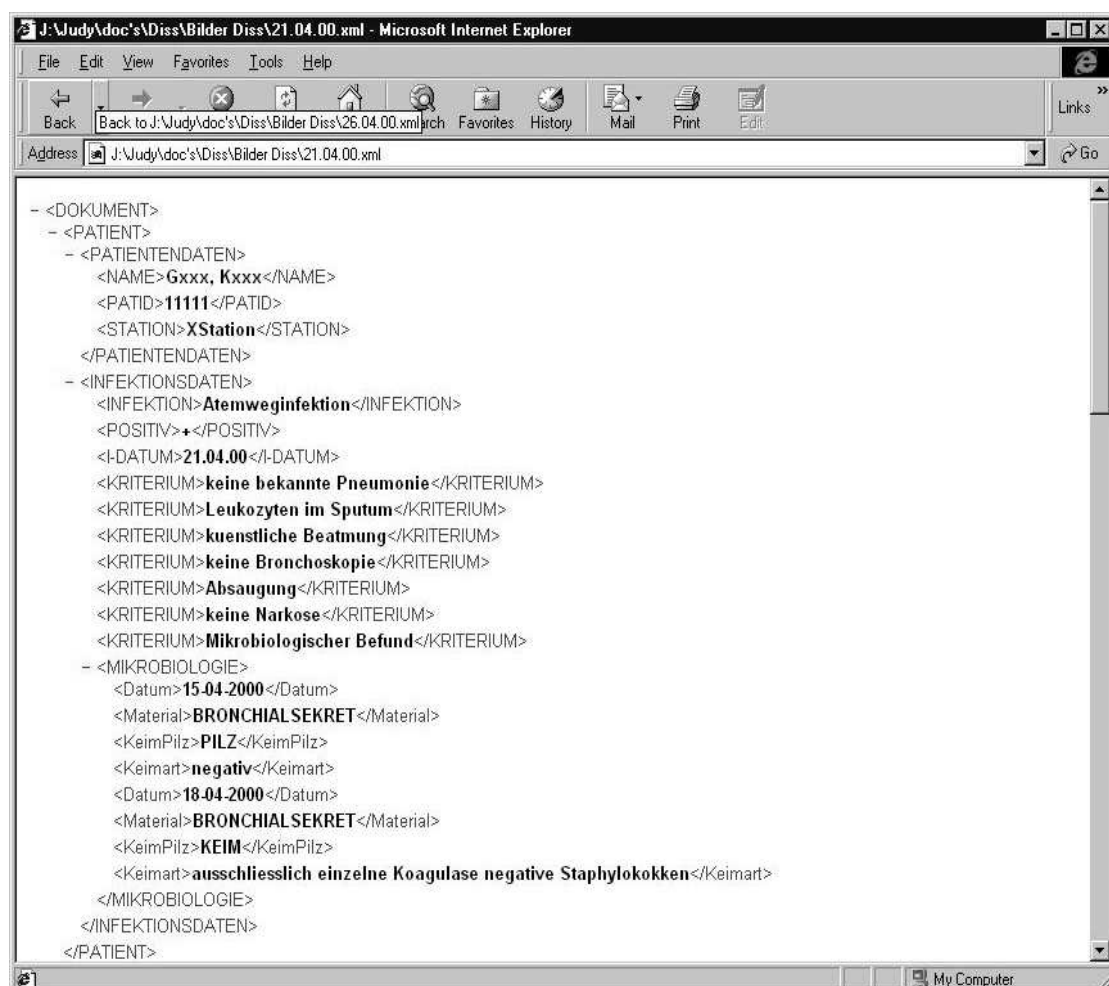 J:\Judy\doc's\Diss\Bilder Diss\21.04.00.xml - Microsoft Internet Explorer
File Edit View Favorites Tools Help
Back Back to J:\Judy\doc's\Diss\Bilder Diss\26.04.00.xml rch Favorites History Mail Print Edit Links »
Address J:\Judy\doc's\Diss\Bilder Diss\21.04.00.xml Go
- <DOKUMENT>
- <PATIENT>
- <PATIENTENDATEN>
<NAME>Gxxx, Kxxx</NAME>
<PATID>11111</PATID>
<STATION>XStation</STATION>
</PATIENTENDATEN>
- <INFEKTIONSDATEN>
<INFEKTION>Atemweginfektion</INFEKTION>
<POSITIV>+</POSITIV>
<I-DATUM>21.04.00</I-DATUM>
<KRITERIUM>keine bekannte Pneumonie</KRITERIUM>
<KRITERIUM>Leukozyten im Sputum</KRITERIUM>
<KRITERIUM>kuenstliche Beatmung</KRITERIUM>
<KRITERIUM>keine Bronchoskopie</KRITERIUM>
<KRITERIUM>Absaugung</KRITERIUM>
<KRITERIUM>keine Narkose</KRITERIUM>
<KRITERIUM>Mikrobiologischer Befund</KRITERIUM>
- <MIKROBIOLOGIE>
<Datum>15-04-2000</Datum>
<Material>BRONCHIALSEKRET</Material>
<KeimPilz>PILZ</KeimPilz>
<Keimart>negativ</Keimart>
<Datum>18-04-2000</Datum>
<Material>BRONCHIALSEKRET</Material>
<KeimPilz>KEIM</KeimPilz>
<Keimart>ausschliesslich einzelne Koagulase negative Staphylokokken</Keimart>
</MIKROBIOLOGIE>
</INFEKTIONSDATEN>
</PATIENT>
My Computer